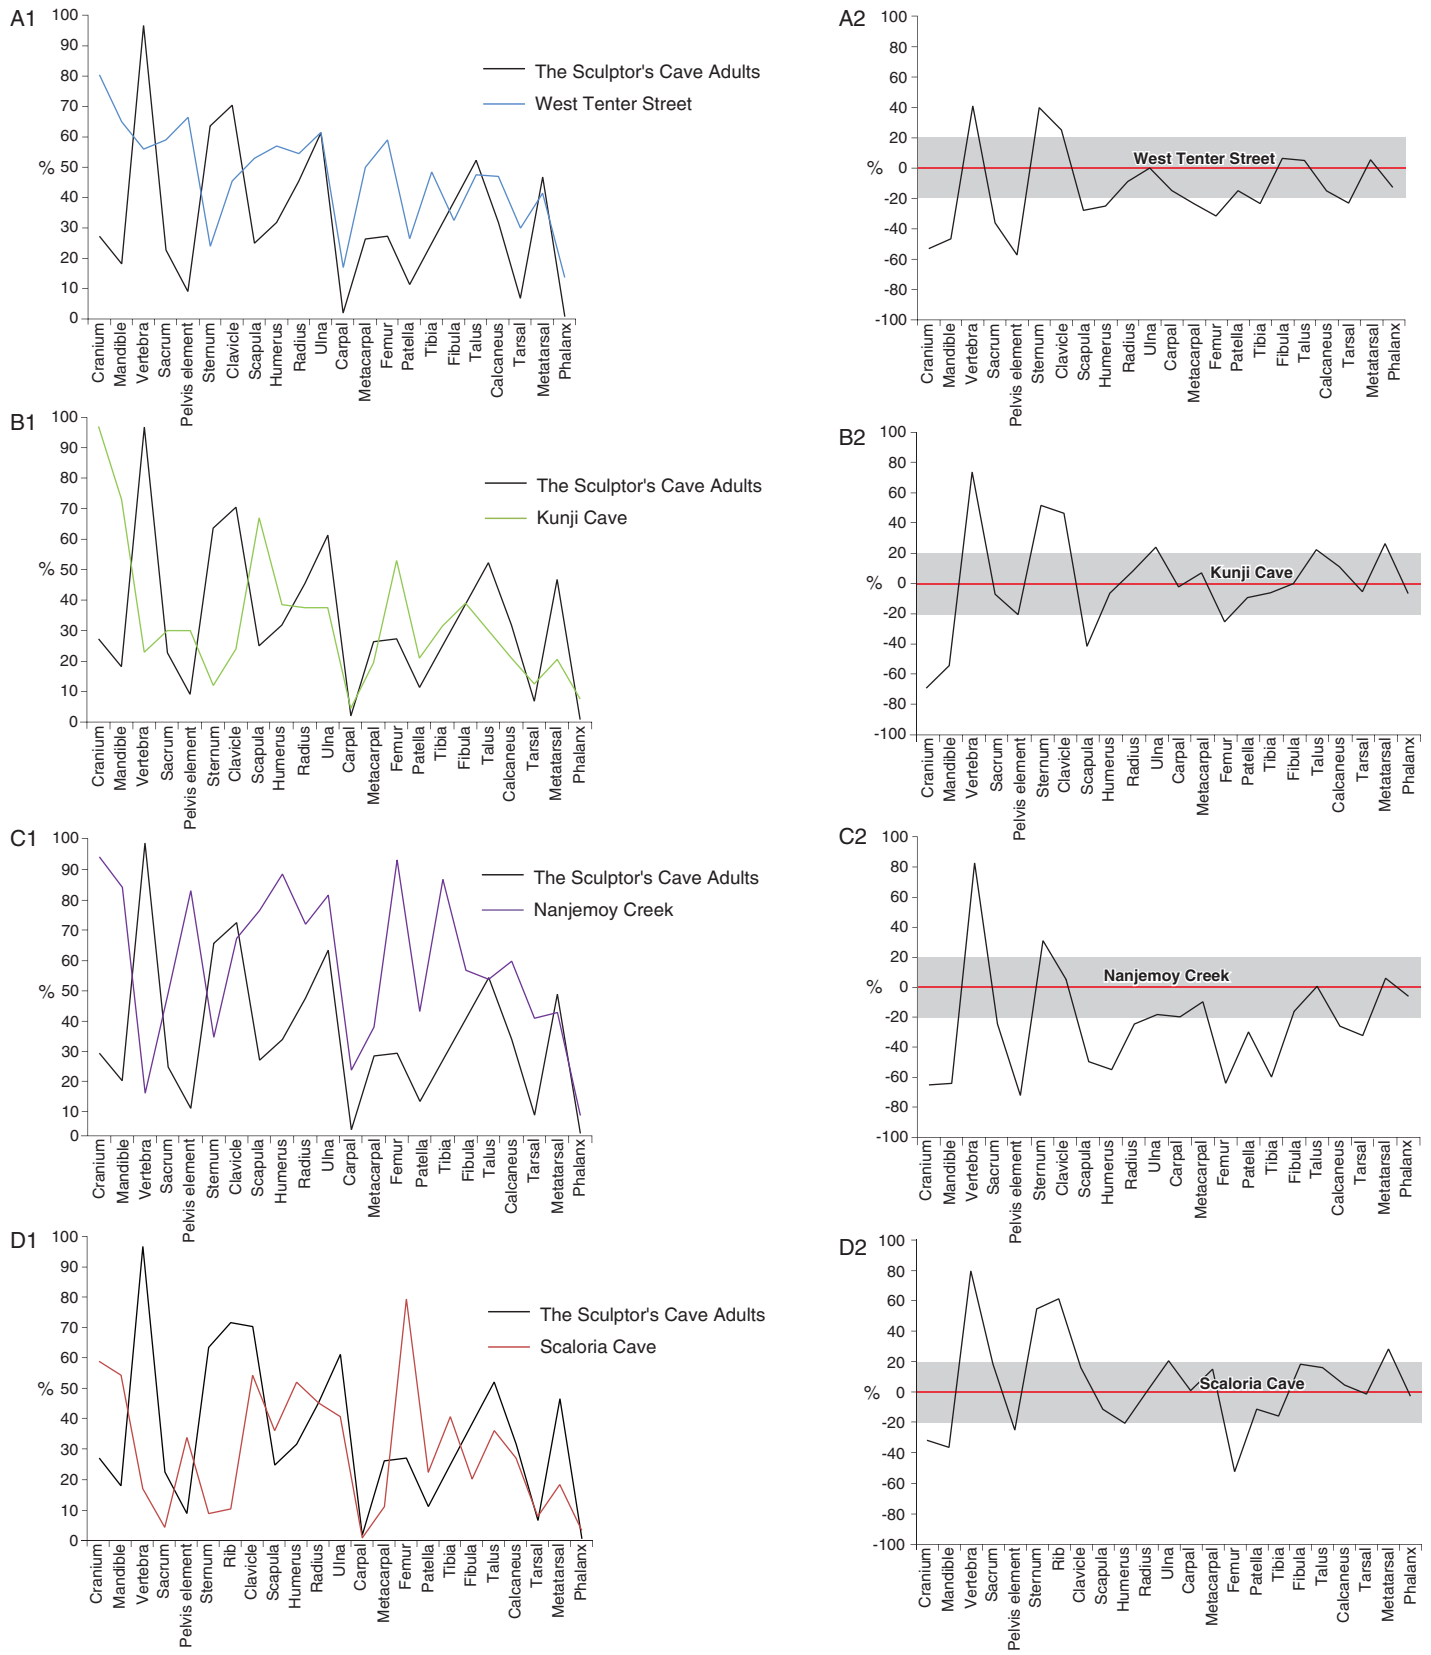 A1
100
90
80
70
60
50
40
30
20
10
0
%
The Sculptor's Cave Adults
West Tenter Street
Cranium
Mandible
Vertebra
Sacrum
Pelvis element
Sternum
Clavicle
Scapula
Humerus
Radius
Ulna
Carpal
Metacarpal
Femur
Patella
Tibia
Fibula
Talus
Calcaneus
Tarsal
Metatarsal
Phalanx
A2
100
80
60
40
20
0
-20
-40
-60
-80
-100
%
West Tenter Street
Cranium
Mandible
Vertebra
Sacrum
Pelvis element
Sternum
Clavicle
Scapula
Humerus
Radius
Ulna
Carpal
Metacarpal
Femur
Patella
Tibia
Fibula
Talus
Calcaneus
Tarsal
Metatarsal
Phalanx
B1
100
90
80
70
60
50
40
30
20
10
0
%
The Sculptor's Cave Adults
Kunji Cave
Cranium
Mandible
Vertebra
Sacrum
Pelvis element
Sternum
Clavicle
Scapula
Humerus
Radius
Ulna
Carpal
Metacarpal
Femur
Patella
Tibia
Fibula
Talus
Calcaneus
Tarsal
Metatarsal
Phalanx
B2
100
80
60
40
20
0
-20
-40
-60
-80
-100
%
Kunji Cave
Cranium
Mandible
Vertebra
Sacrum
Pelvis element
Sternum
Clavicle
Scapula
Humerus
Radius
Ulna
Carpal
Metacarpal
Femur
Patella
Tibia
Fibula
Talus
Calcaneus
Tarsal
Metatarsal
Phalanx
C1
100
90
80
70
60
50
40
30
20
10
0
%
The Sculptor's Cave Adults
Nanjemoy Creek
Cranium
Mandible
Vertebra
Sacrum
Pelvis element
Sternum
Clavicle
Scapula
Humerus
Radius
Ulna
Carpal
Metacarpal
Femur
Patella
Tibia
Fibula
Talus
Calcaneus
Tarsal
Metatarsal
Phalanx
C2
100
80
60
40
20
0
-20
-40
-60
-80
-100
%
Nanjemoy Creek
Cranium
Mandible
Vertebra
Sacrum
Pelvis element
Sternum
Clavicle
Scapula
Humerus
Radius
Ulna
Carpal
Metacarpal
Femur
Patella
Tibia
Fibula
Talus
Calcaneus
Tarsal
Metatarsal
Phalanx
D1
100
90
80
70
60
50
40
30
20
10
0
%
The Sculptor's Cave Adults
Scaloria Cave
Cranium
Mandible
Vertebra
Sacrum
Pelvis element
Sternum
Rib
Clavicle
Scapula
Humerus
Radius
Ulna
Carpal
Metacarpal
Femur
Patella
Tibia
Fibula
Talus
Calcaneus
Tarsal
Metatarsal
Phalanx
D2
100
80
60
40
20
0
-20
-40
-60
-80
-100
%
Scaloria Cave
Cranium
Mandible
Vertebra
Sacrum
Pelvis element
Sternum
Rib
Clavicle
Scapula
Humerus
Radius
Ulna
Carpal
Metacarpal
Femur
Patella
Tibia
Fibula
Talus
Calcaneus
Tarsal
Metatarsal
Phalanx